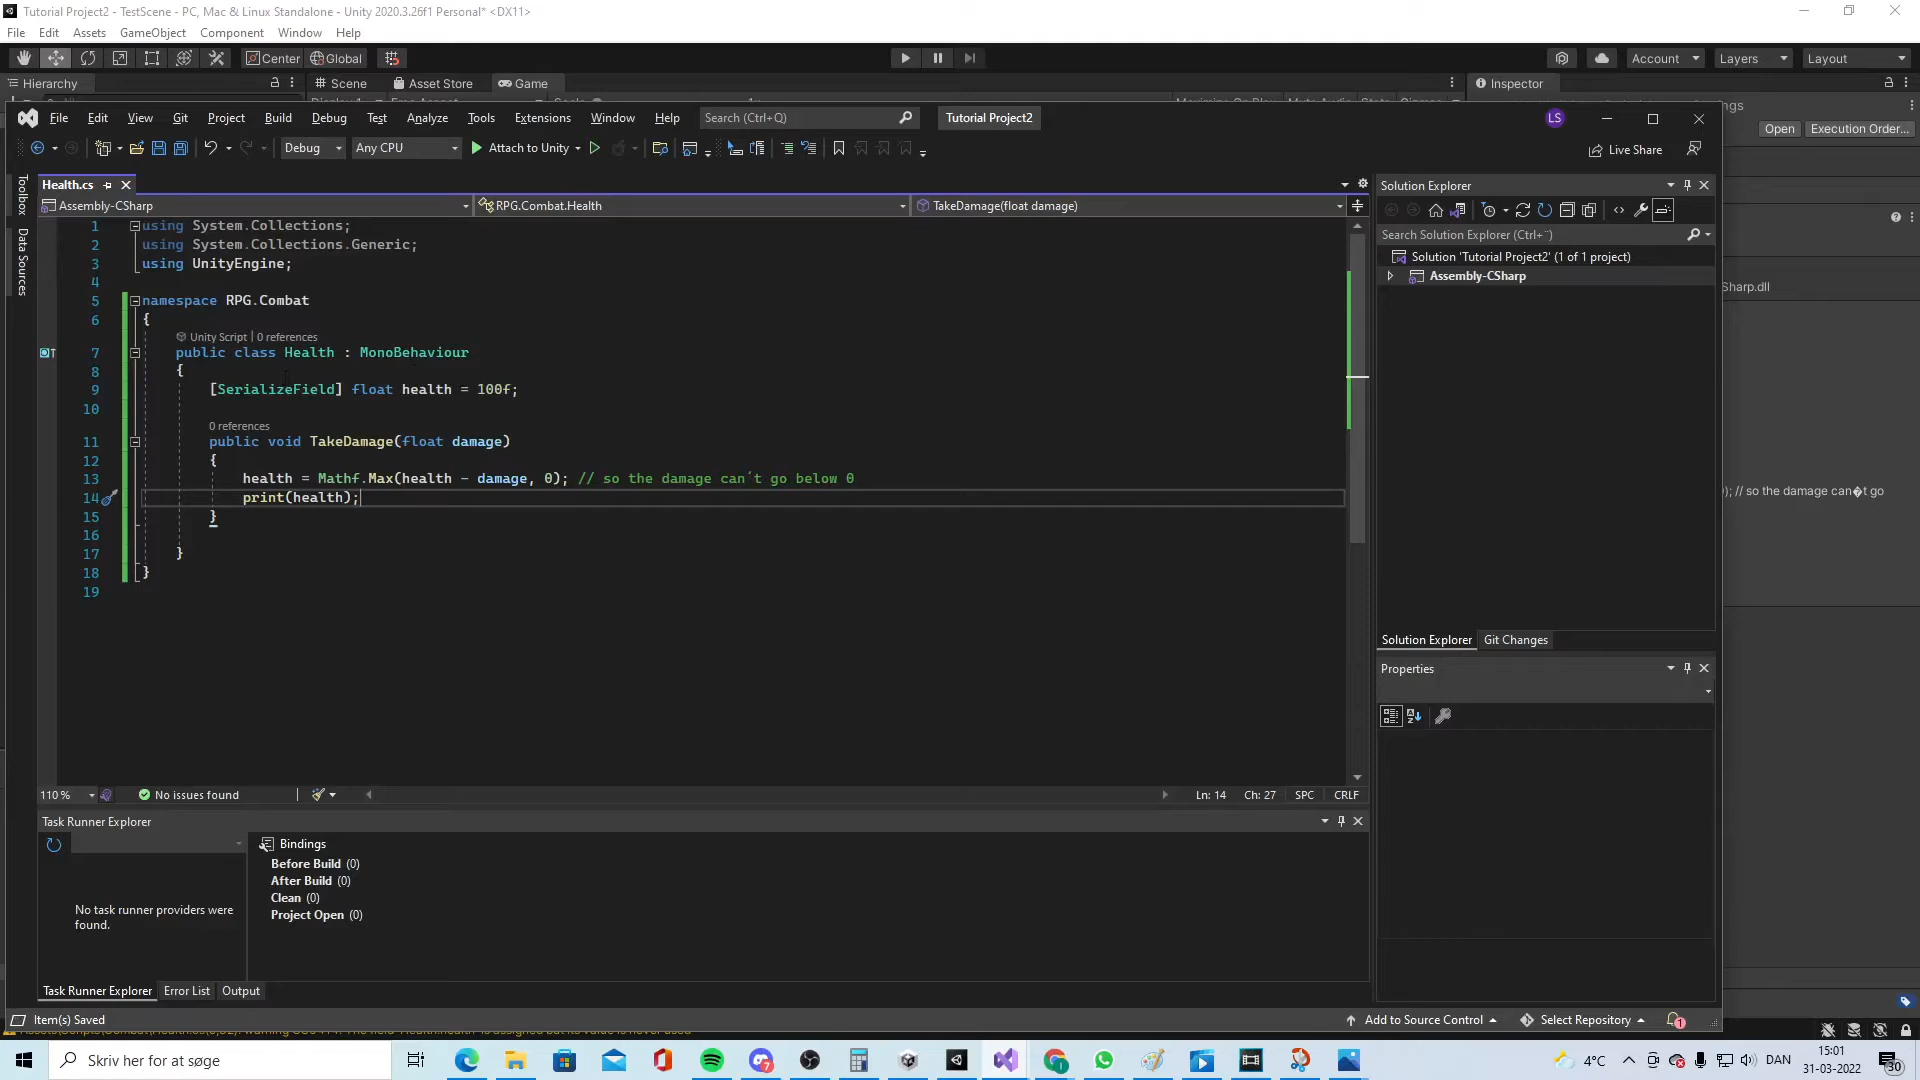 Tutorial Project2 - TestScene - PC, Mac & Linux Standalone - Unity 2020.3.26f1 Personal* <DX11>
File Edit Assets GameObject Component Window Help
Center Global Account Layers Layout
Hierarchy Scene Asset Store Game Inspector
File Edit View Git Project Build Debug Test Analyze Tools Extensions Window Help Search (Ctrl+Q) Tutorial Project2 LS
Open Execution Order...
Debug Any CPU Attach to Unity Live Share
Health.cs
Assembly-CSharp RPG.Combat.Health TakeDamage(float damage)
1 using System.Collections;
2 using System.Collections.Generic;
3 using UnityEngine;
4
5 namespace RPG.Combat
6 {
Unity Script | 0 references
7 public class Health : MonoBehaviour
8 {
9 [SerializeField] float health = 100f;
10
0 references
11 public void TakeDamage(float damage)
12 {
13 health = Mathf.Max(health - damage, 0); // so the damage can´t go below 0
14 print(health);
15 }
16
17 }
18 }
19
Toolbox
Data Sources
Solution Explorer
Search Solution Explorer (Ctrl+¨)
Solution 'Tutorial Project2' (1 of 1 project)
Assembly-CSharp
Sharp.dll
); // so the damage can�t go
Solution Explorer Git Changes
Properties
110 % No issues found Ln: 14 Ch: 27 SPC CRLF
Task Runner Explorer
Bindings
Before Build (0)
After Build (0)
Clean (0)
Project Open (0)
No task runner providers were
found.
Task Runner Explorer Error List Output
Item(s) Saved Add to Source Control Select Repository 1
Skriv her for at søge
7
4°C DAN
15:01
31-03-2022
30